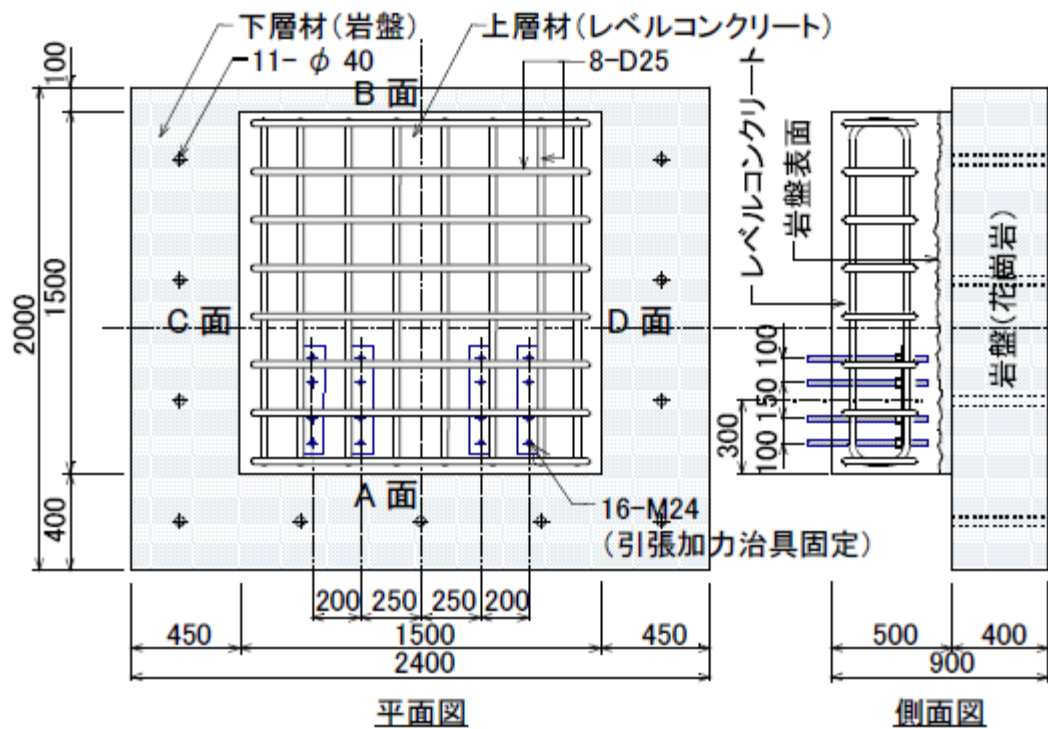 下層材(岩盤)
11-φ 40
上層材(レベルコンクリート)
8-D25
B 面
C 面
D 面
A 面
16-M24
(引張加力治具固定)
100
1500
2000
400
200
250
250
200
450
1500
450
2400
平面図
レベルコンクリート
岩盤表面
岩盤(花崗岩)
100
150
100
300
500
400
900
側面図